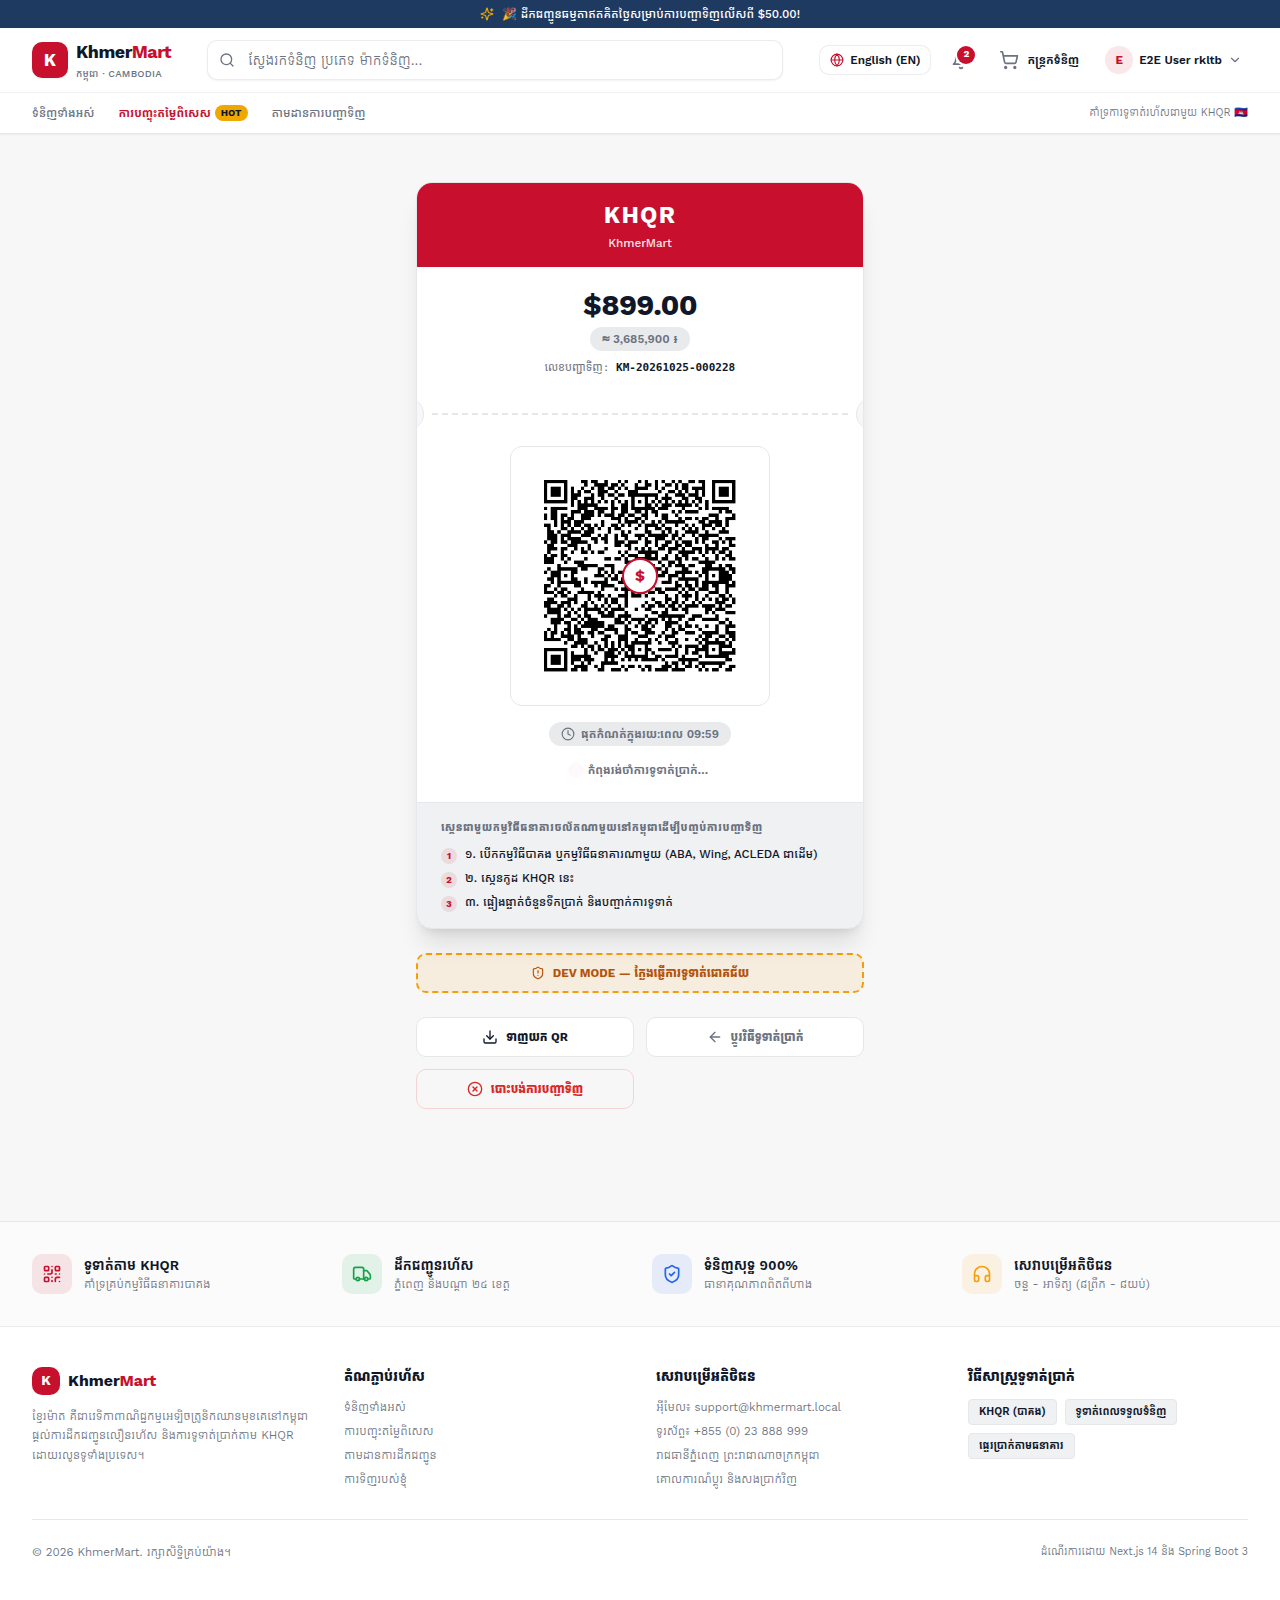 🎉 ដឹកជញ្ជូនឥតគិតថ្លៃសម្រាប់ការបញ្ជាទិញលើសពី $50.00!
K
KhmerMart
កម្ពុជា · CAMBODIA
ស្វែងរកទំនិញ ប្រភេទ ម៉ាកទំនិញ...
English (EN)
2
កន្ត្រកទំនិញ
E
E2E User rkltb
ទំនិញទាំងអស់
ការបញ្ចុះតម្លៃពិសេស HOT
តាមដានការបញ្ជាទិញ
គាំទ្រការទូទាត់រហ័សជាមួយ KHQR 🇰🇭
KHQR
KhmerMart
$899.00
≈ 3,685,900 ៛
លេខបញ្ជាទិញ: KM-20261025-000228
$
ផុតកំណត់ក្នុងរយៈពេល 09:59
កំពុងរង់ចាំការទូទាត់ប្រាក់...
ស្កេនជាមួយកម្មវិធីធនាគារចល័តណាមួយនៅកម្ពុជាដើម្បីបញ្ចប់ការបញ្ជាទិញ
1 ១. បើកកម្មវិធីបាគង ឬកម្មវិធីធនាគារណាមួយ (ABA, Wing, ACLEDA ជាដើម)
2 ២. ស្កេនកូដ KHQR នេះ
3 ៣. ផ្ទៀងផ្ទាត់ចំនួនទឹកប្រាក់ និងបញ្ជាក់ការទូទាត់
DEV MODE — ក្លែងធ្វើការទូទាត់ជោគជ័យ
ទាញយក QR
ប្ដូរវិធីទូទាត់ប្រាក់
បោះបង់ការបញ្ជាទិញ
ទូទាត់តាម KHQR
គាំទ្រគ្រប់កម្មវិធីធនាគារបាគង
ដឹកជញ្ជូនរហ័ស
ភ្នំពេញ និងបណ្តា ២៤ ខេត្ត
ទំនិញសុទ្ធ ១០០%
ធានាគុណភាពពិតពីហាង
សេវាបម្រើអតិថិជន
ចន្ទ - អាទិត្យ (៨ព្រឹក - ៨យប់)
K
KhmerMart
ខ្មែរម៉ាត គឺជាវេទិកាពាណិជ្ជកម្មអេឡិចត្រូនិកឈានមុខគេនៅកម្ពុជា
ផ្តល់ការដឹកជញ្ជូនលឿនរហ័ស និងការទូទាត់ប្រាក់តាម KHQR
ដោយរលូនទូទាំងប្រទេស។
តំណភ្ជាប់រហ័ស
ទំនិញទាំងអស់
ការបញ្ចុះតម្លៃពិសេស
តាមដានការដឹកជញ្ជូន
ការទិញរបស់ខ្ញុំ
សេវាបម្រើអតិថិជន
អ៊ីមែល៖ support@khmermart.local
ទូរស័ព្ទ៖ +855 (0) 23 888 999
រាជធានីភ្នំពេញ ព្រះរាជាណាចក្រកម្ពុជា
គោលការណ៍ប្តូរ និងសងប្រាក់វិញ
វិធីសាស្ត្រទូទាត់ប្រាក់
KHQR (បាគង)
ទូទាត់ពេលទទួលទំនិញ
ផ្ទេរប្រាក់តាមធនាគារ
© 2026 KhmerMart. រក្សាសិទ្ធិគ្រប់យ៉ាង។
ដំណើរការដោយ Next.js 14 និង Spring Boot 3